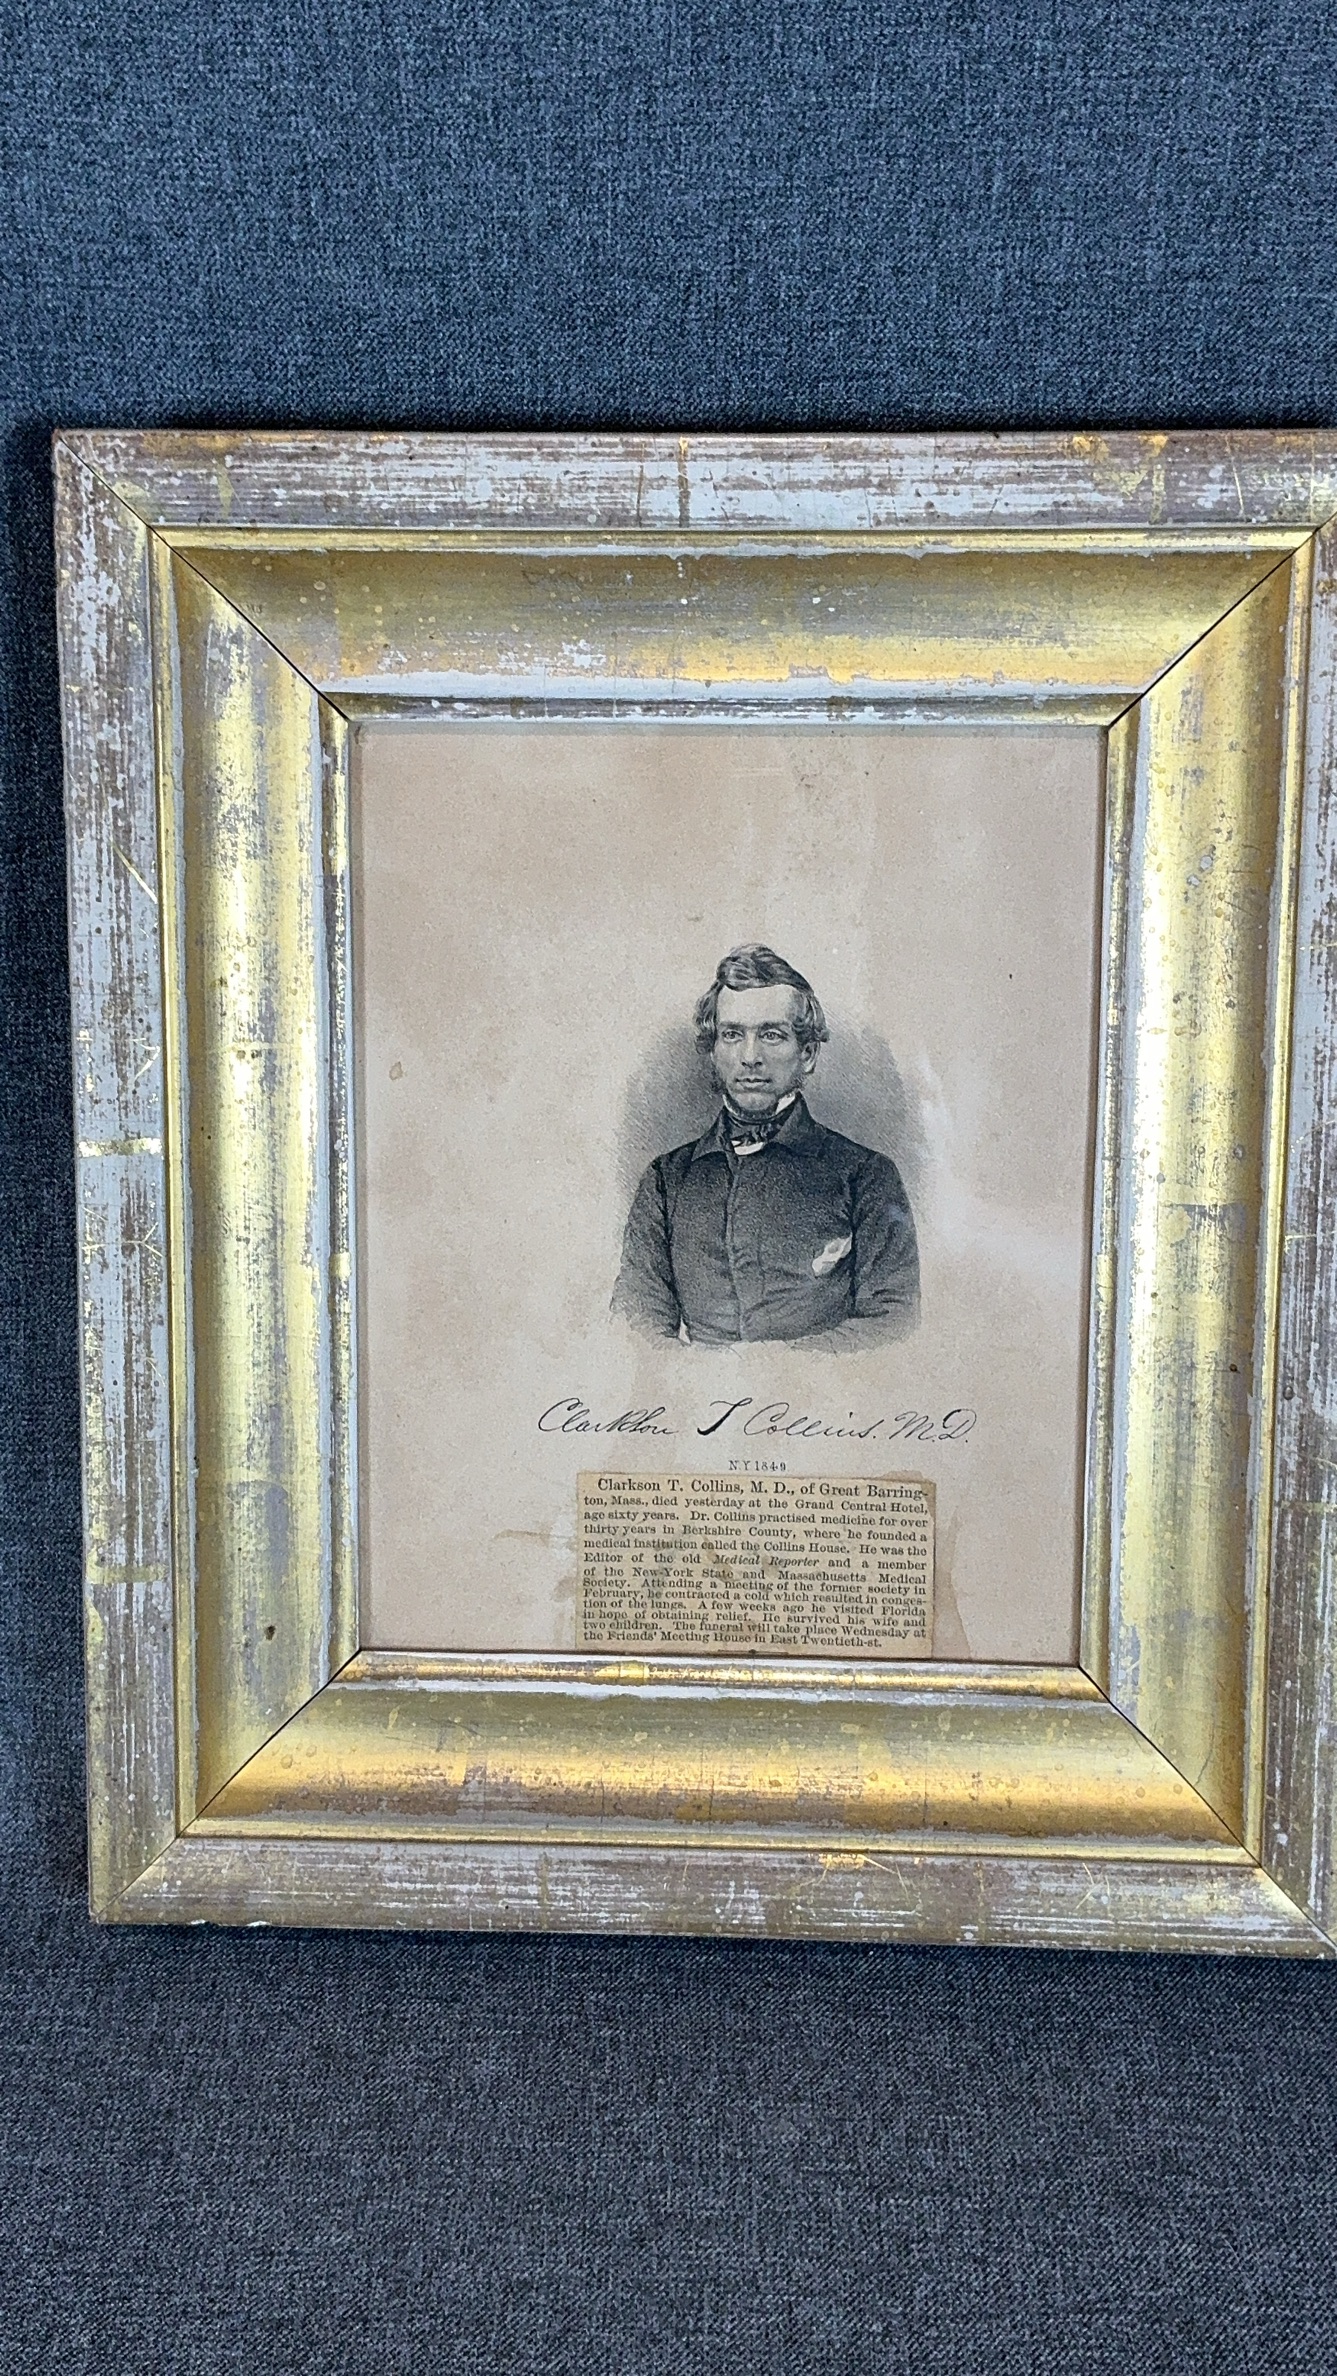 Clarkson T Collins. M.D.
N.Y 1849
Clarkson T. Collins, M. D., of Great Barring-
ton, Mass., died yesterday at the Grand Central Hotel,
age sixty years. Dr. Collins practised medicine for over
thirty years in Berkshire County, where he founded a
medical institution called the Collins House. He was the
Editor of the old Medical Reporter and a member
of the New-York State and Massachusetts Medical
Society. Attending a meeting of the former society in
February, he contracted a cold which resulted in conges-
tion of the lungs. A few weeks ago he visited Florida
in hope of obtaining relief. He survived his wife and
two children. The funeral will take place Wednesday at
the Friends' Meeting House in East Twentieth-st.